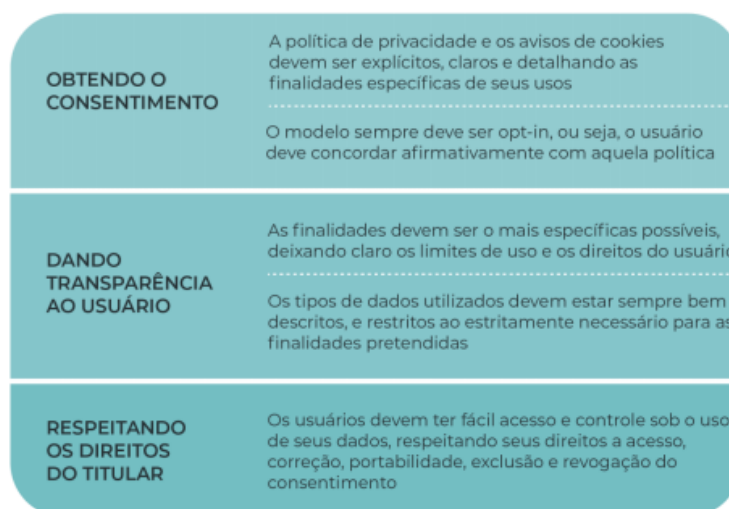 OBTENDO O
CONSENTIMENTO
A política de privacidade e os avisos de cookies
devem ser explícitos, claros e detalhando as
finalidades específicas de seus usos
O modelo sempre deve ser opt-in, ou seja, o usuário
deve concordar afirmativamente com aquela política
DANDO
TRANSPARÊNCIA
AO USUÁRIO
As finalidades devem ser o mais específicas possíveis,
deixando claro os limites de uso e os direitos do usuário
Os tipos de dados utilizados devem estar sempre bem
descritos, e restritos ao estritamente necessário para as
finalidades pretendidas
RESPEITANDO
OS DIREITOS
DO TITULAR
Os usuários devem ter fácil acesso e controle sob o uso
de seus dados, respeitando seus direitos a acesso,
correção, portabilidade, exclusão e revogação do
consentimento